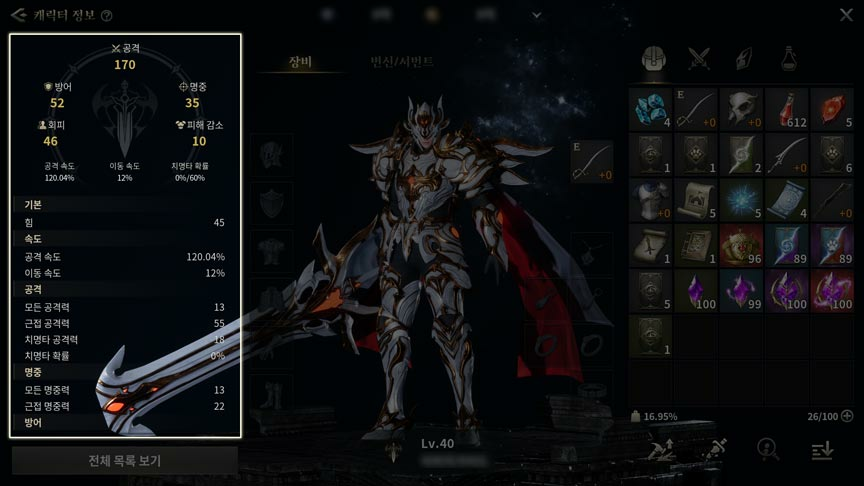 캐릭터 정보 ?
공격
170
방어
52
명중
35
회피
46
피해 감소
10
공격 속도
120.04%
이동 속도
12%
치명타 확률
0%/60%
기본
힘 45
속도
공격 속도 120.04%
이동 속도 12%
공격
모든 공격력 13
근접 공격력 55
치명타 공격력 18
치명타 확률 0%
명중
모든 명중력 13
근접 명중력 22
방어
전체 목록 보기
장비 변신/서번트
E +0
Lv.40
4 E +0 +0 612 5
1 1 2 +0 6
+0 5 5 4
1 1 96 89 89
5 100 99 100 100
1
16.95% 26/100